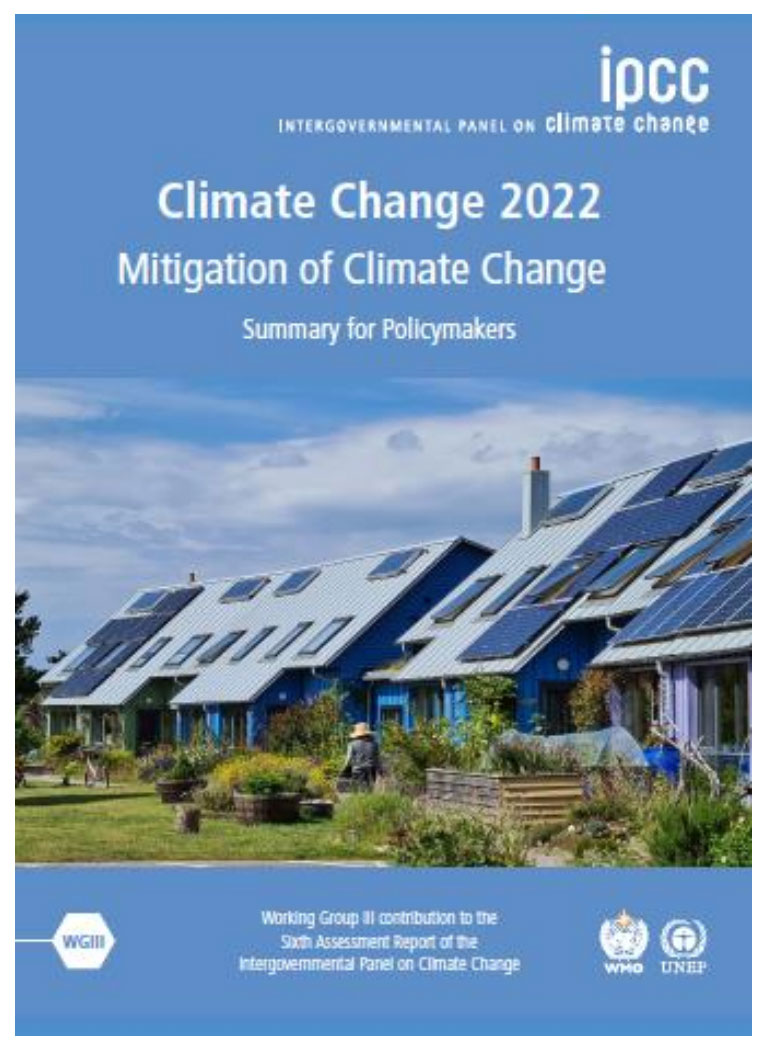 ipcc
INTERGOVERNMENTAL PANEL ON climate change
Climate Change 2022
Mitigation of Climate Change
Summary for Policymakers
WGIII
Working Group III contribution to the
Sixth Assessment Report of the
Intergovernmental Panel on Climate Change
WMO UNEP